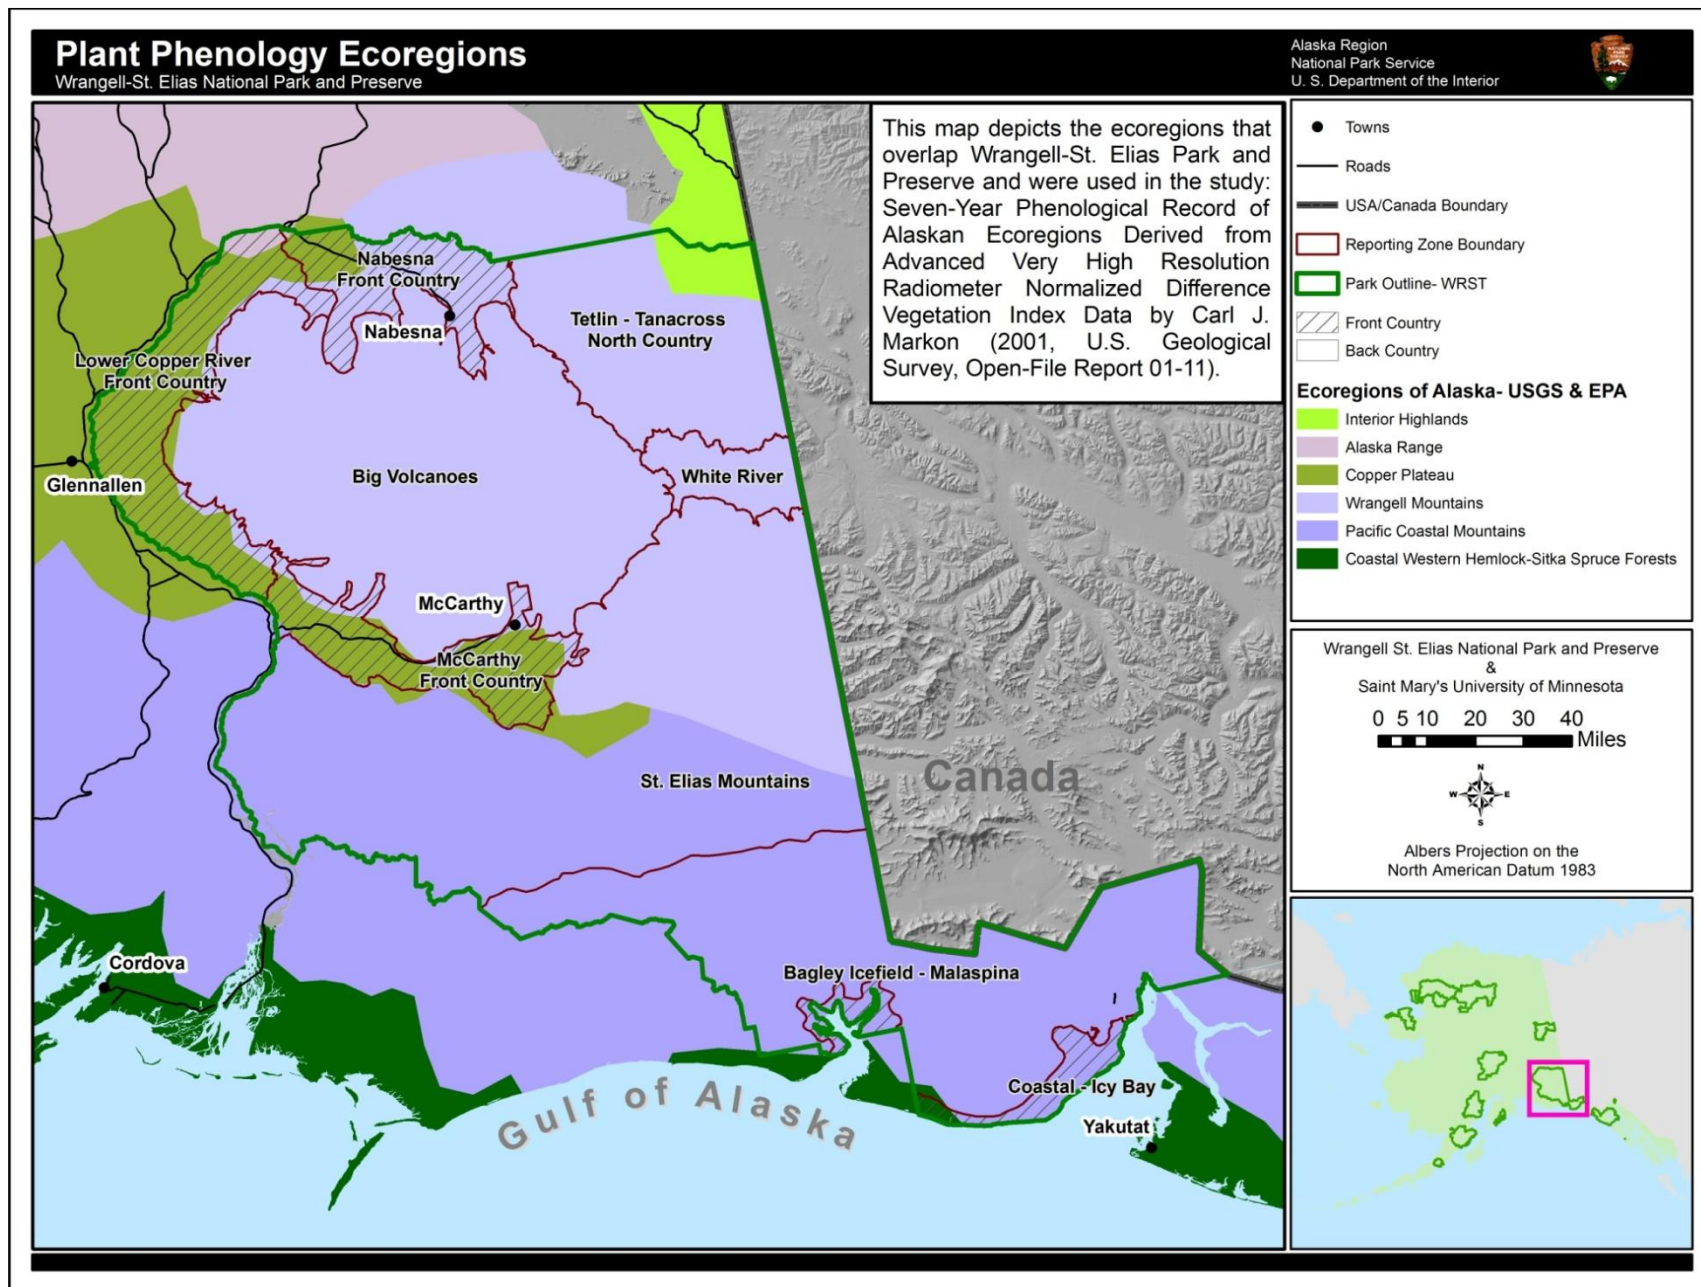 Plant Phenology Ecoregions
Wrangell-St. Elias National Park and Preserve
Alaska Region
National Park Service
U. S. Department of the Interior
This map depicts the ecoregions that
overlap Wrangell-St. Elias Park and
Preserve and were used in the study:
Seven-Year Phenological Record of
Alaskan Ecoregions Derived from
Advanced Very High Resolution
Radiometer Normalized Difference
Vegetation Index Data by Carl J.
Markon (2001, U.S. Geological
Survey, Open-File Report 01-11).
Nabesna
Front Country
Nabesna
Tetlin - Tanacross
North Country
Lower Copper River
Front Country
Glennallen
Big Volcanoes
White River
McCarthy
McCarthy
Front Country
St. Elias Mountains
Canada
Cordova
Bagley Icefield - Malaspina
Coastal - Icy Bay
Yakutat
Gulf of Alaska
Towns
Roads
USA/Canada Boundary
Reporting Zone Boundary
Park Outline- WRST
Front Country
Back Country
Ecoregions of Alaska- USGS & EPA
Interior Highlands
Alaska Range
Copper Plateau
Wrangell Mountains
Pacific Coastal Mountains
Coastal Western Hemlock-Sitka Spruce Forests
Wrangell St. Elias National Park and Preserve
&
Saint Mary's University of Minnesota
0 5 10 20 30 40
Miles
N
W E
S
Albers Projection on the
North American Datum 1983